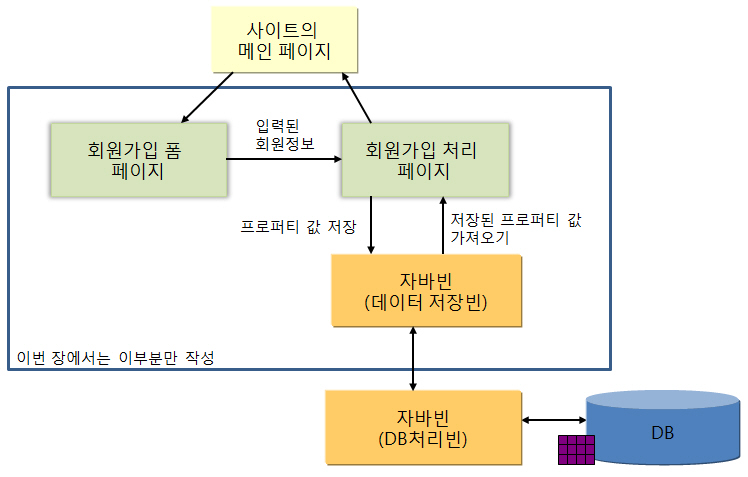 사이트의
메인 페이지
회원가입 폼
페이지
입력된
회원정보
회원가입 처리
페이지
프로퍼티 값 저장
저장된 프로퍼티 값
가져오기
자바빈
(데이터 저장빈)
이번 장에서는 이부분만 작성
자바빈
(DB처리빈)
DB